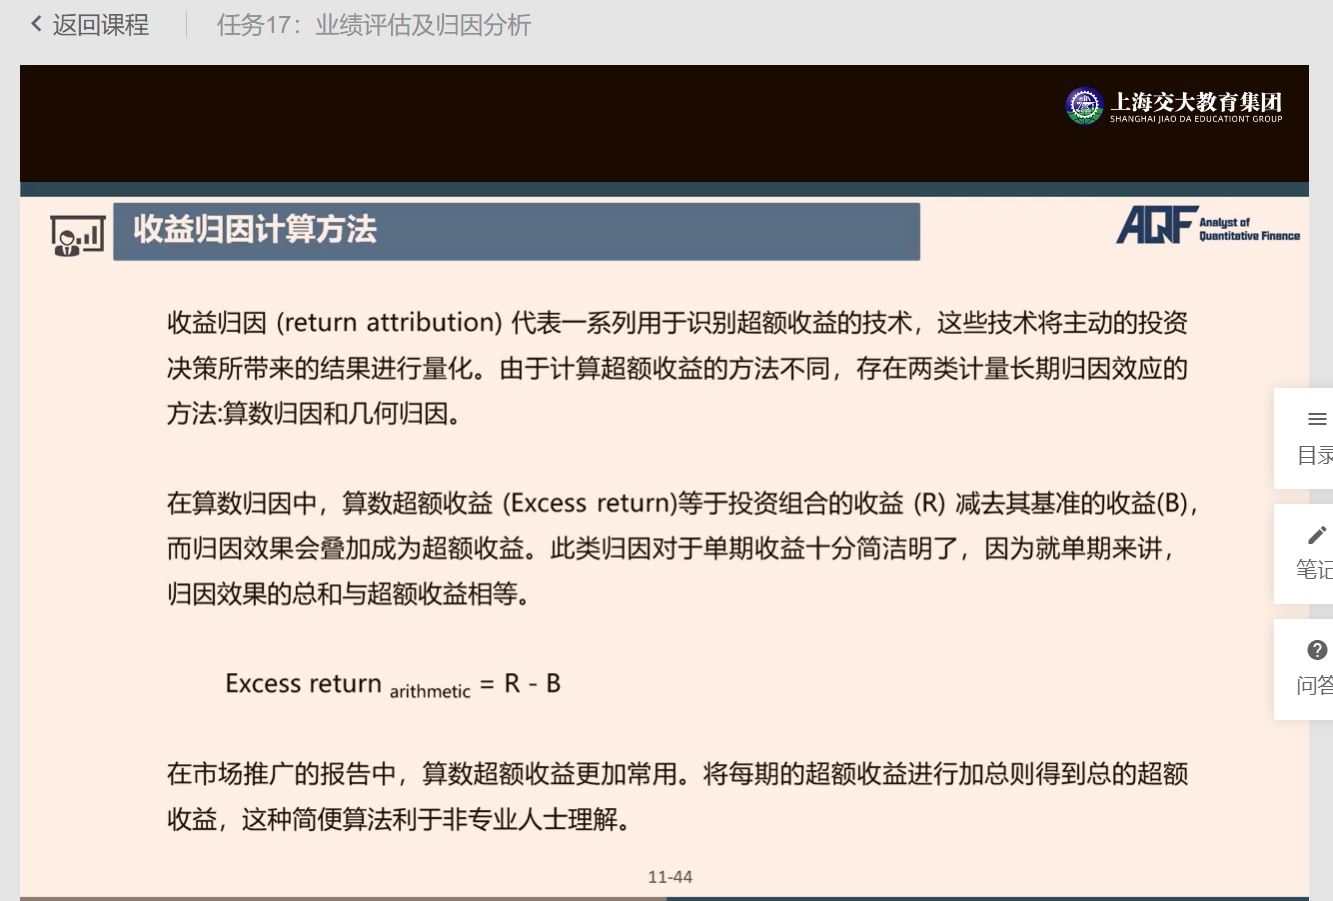 返回课程
任务17：业绩评估及归因分析
上海交大教育集团
SHANGHAI JIAO DA EDUCATIONT GROUP
收益归因计算方法
AQF Analyst of
Quantitative Finance
收益归因 (return attribution) 代表一系列用于识别超额收益的技术，这些技术将主动的投资
决策所带来的结果进行量化。由于计算超额收益的方法不同，存在两类计量长期归因效应的
方法:算数归因和几何归因。
在算数归因中，算数超额收益 (Excess return)等于投资组合的收益 (R) 减去其基准的收益(B)，
而归因效果会叠加成为超额收益。此类归因对于单期收益十分简洁明了，因为就单期来讲，
归因效果的总和与超额收益相等。
Excess return arithmetic = R - B
在市场推广的报告中，算数超额收益更加常用。将每期的超额收益进行加总则得到总的超额
收益，这种简便算法利于非专业人士理解。
11-44
目录
笔记
问答